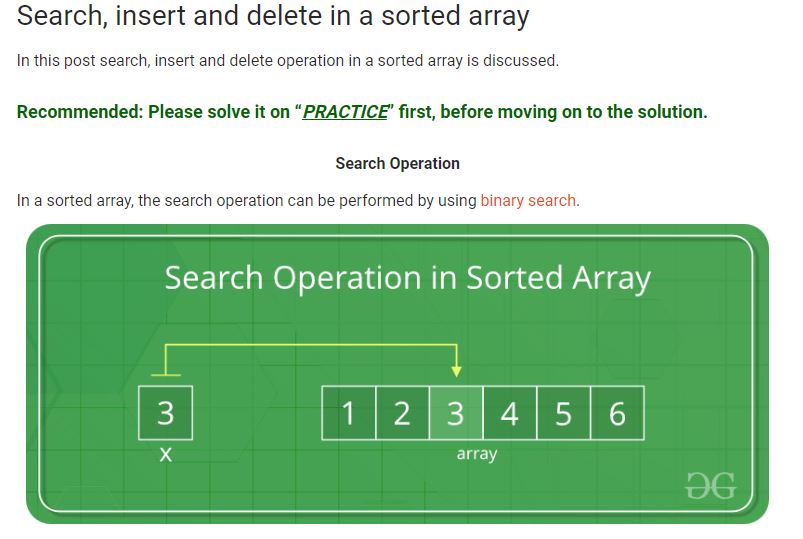 Search, insert and delete in a sorted array
In this post search, insert and delete operation in a sorted array is discussed.
Recommended: Please solve it on “PRACTICE” first, before moving on to the solution.
Search Operation
In a sorted array, the search operation can be performed by using binary search.
Search Operation in Sorted Array
3 1 2 3 4 5 6
x array